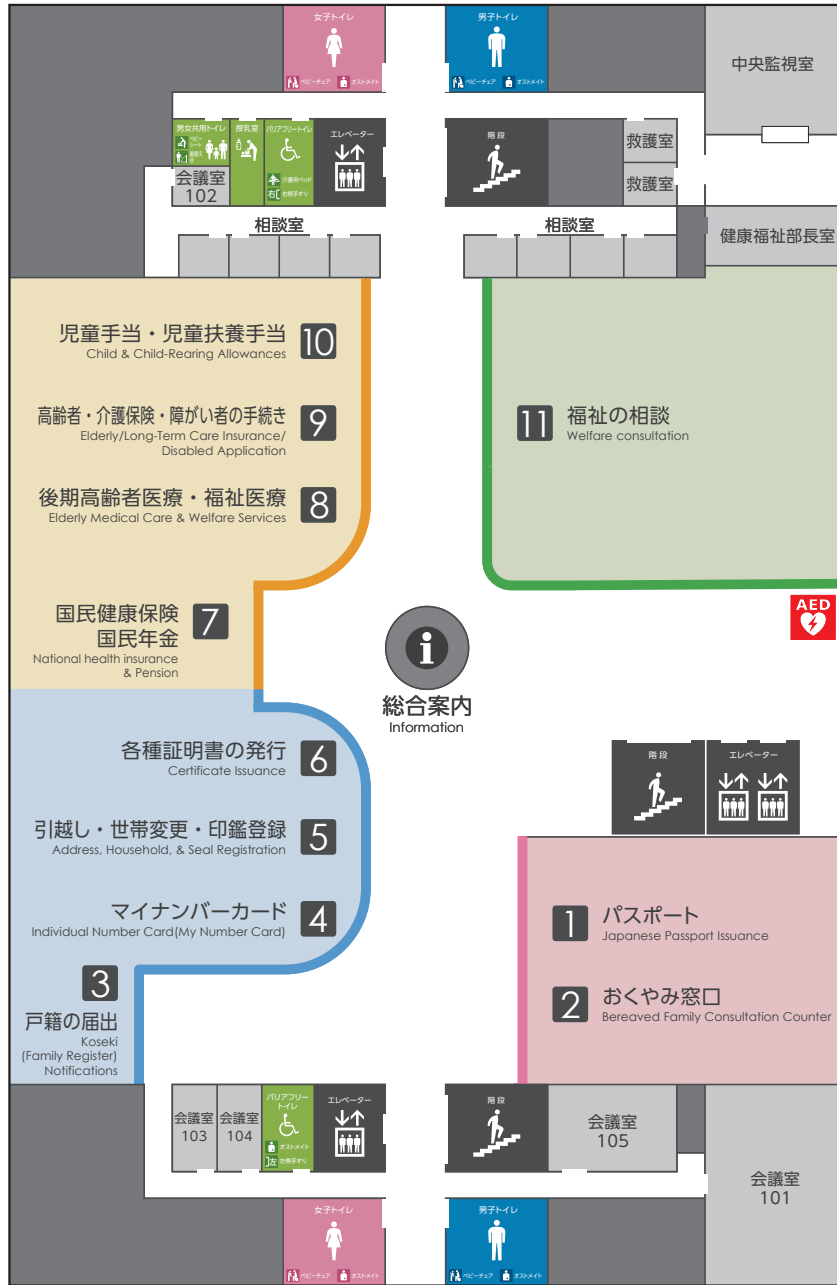 女子トイレ
ベビーチェア
オストメイト
男子トイレ
ベビーチェア
オストメイト
中央監視室
男女共用トイレ
ベビー
シート
授乳室
バリアフリートイレ
介護用ベッド
右
右側手すり
エレベーター
階段
救護室
救護室
会議室
102
相談室
相談室
健康福祉部長室
児童手当・児童扶養手当
Child & Child-Rearing Allowances
10
高齢者・介護保険・障がい者の手続き
Elderly/Long-Term Care Insurance/
Disabled Application
9
後期高齢者医療・福祉医療
Elderly Medical Care & Welfare Services
8
11
福祉の相談
Welfare consultation
国民健康保険
国民年金
National health insurance
& Pension
7
AED
i
総合案内
Information
各種証明書の発行
Certificate Issuance
6
引越し・世帯変更・印鑑登録
Address, Household, & Seal Registration
5
マイナンバーカード
Individual Number Card(My Number Card)
4
3
戸籍の届出
Koseki
(Family Register)
Notifications
階段
エレベーター
1
パスポート
Japanese Passport Issuance
2
おくやみ窓口
Bereaved Family Consultation Counter
会議室
103
会議室
104
バリアフリー
トイレ
オストメイト
左
左側手すり
エレベーター
階段
会議室
105
会議室
101
女子トイレ
ベビーチェア
オストメイト
男子トイレ
ベビーチェア
オストメイト